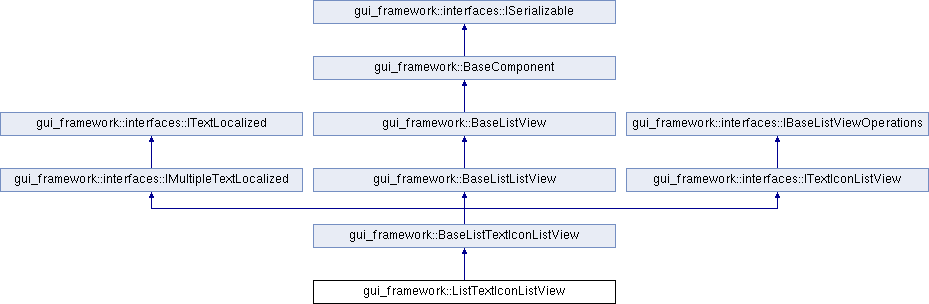 gui_framework::interfaces::ISerializable
gui_framework::BaseComponent
gui_framework::interfaces::ITextLocalized
gui_framework::BaseListView
gui_framework::interfaces::IBaseListViewOperations
gui_framework::interfaces::IMultipleTextLocalized
gui_framework::BaseListListView
gui_framework::interfaces::ITextIconListView
gui_framework::BaseListTextIconListView
gui_framework::ListTextIconListView